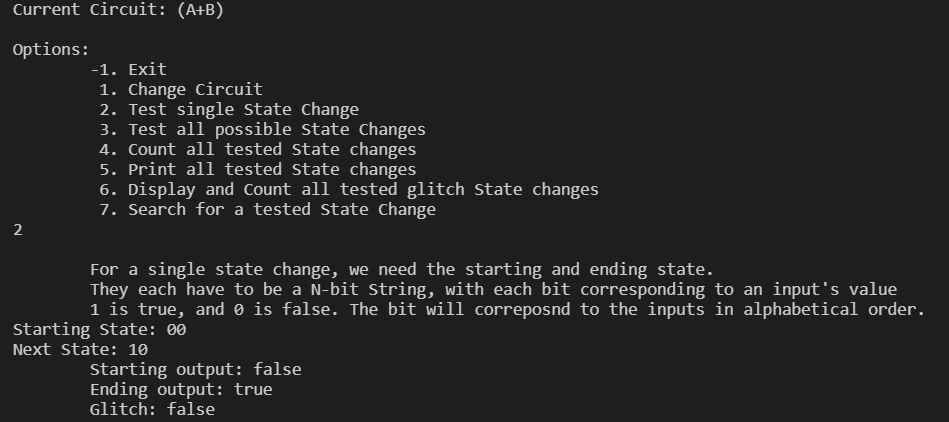 Current Circuit: (A+B)
Options:
-1. Exit
1. Change Circuit
2. Test single State Change
3. Test all possible State Changes
4. Count all tested State changes
5. Print all tested State changes
6. Display and Count all tested glitch State changes
7. Search for a tested State Change
2
For a single state change, we need the starting and ending state.
They each have to be a N-bit String, with each bit corresponding to an input's value
1 is true, and 0 is false. The bit will correposnd to the inputs in alphabetical order.
Starting State: 00
Next State: 10
Starting output: false
Ending output: true
Glitch: false